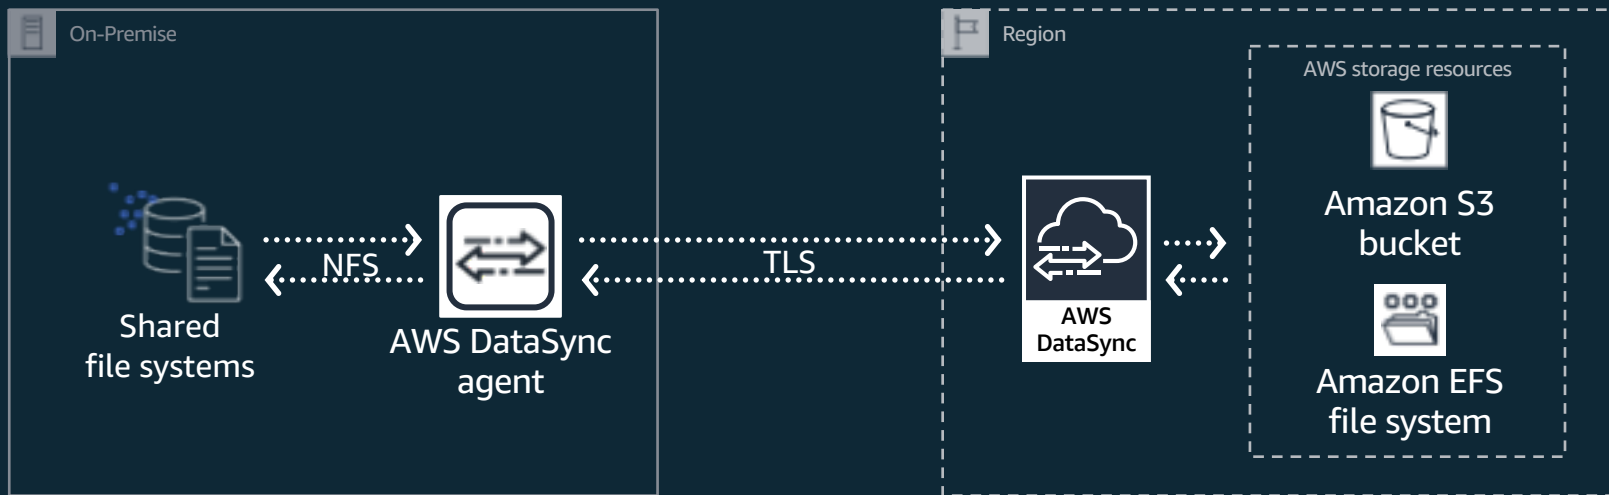 On-Premise
Region
AWS storage resources
Amazon S3
bucket
NFS
TLS
Shared
file systems
AWS DataSync
agent
AWS
DataSync
Amazon EFS
file system